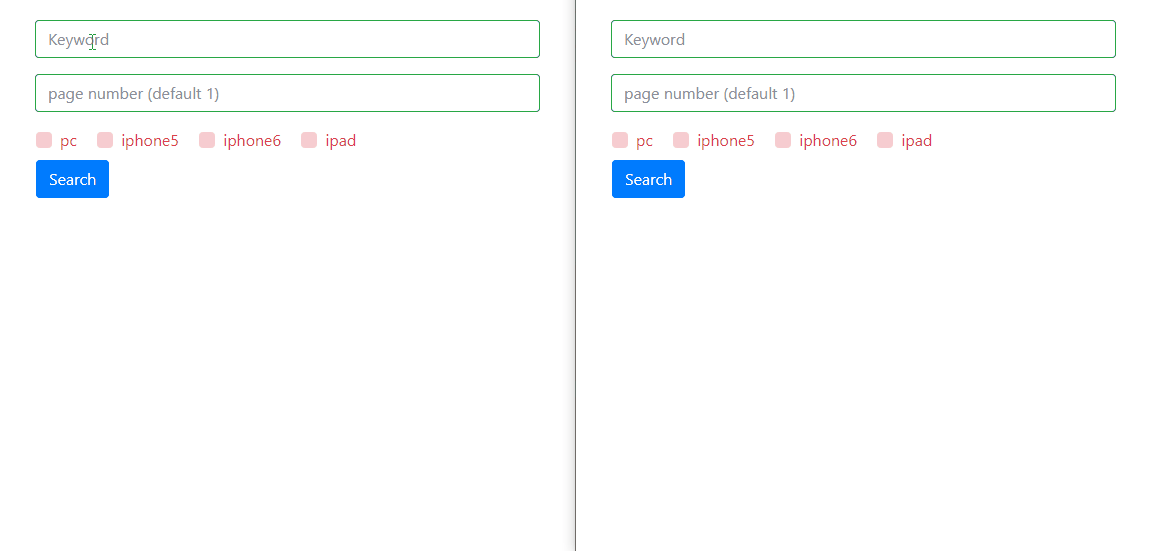 Keyword
page number (default 1)
pc iphone5 iphone6 ipad
Search
Keyword
page number (default 1)
pc iphone5 iphone6 ipad
Search